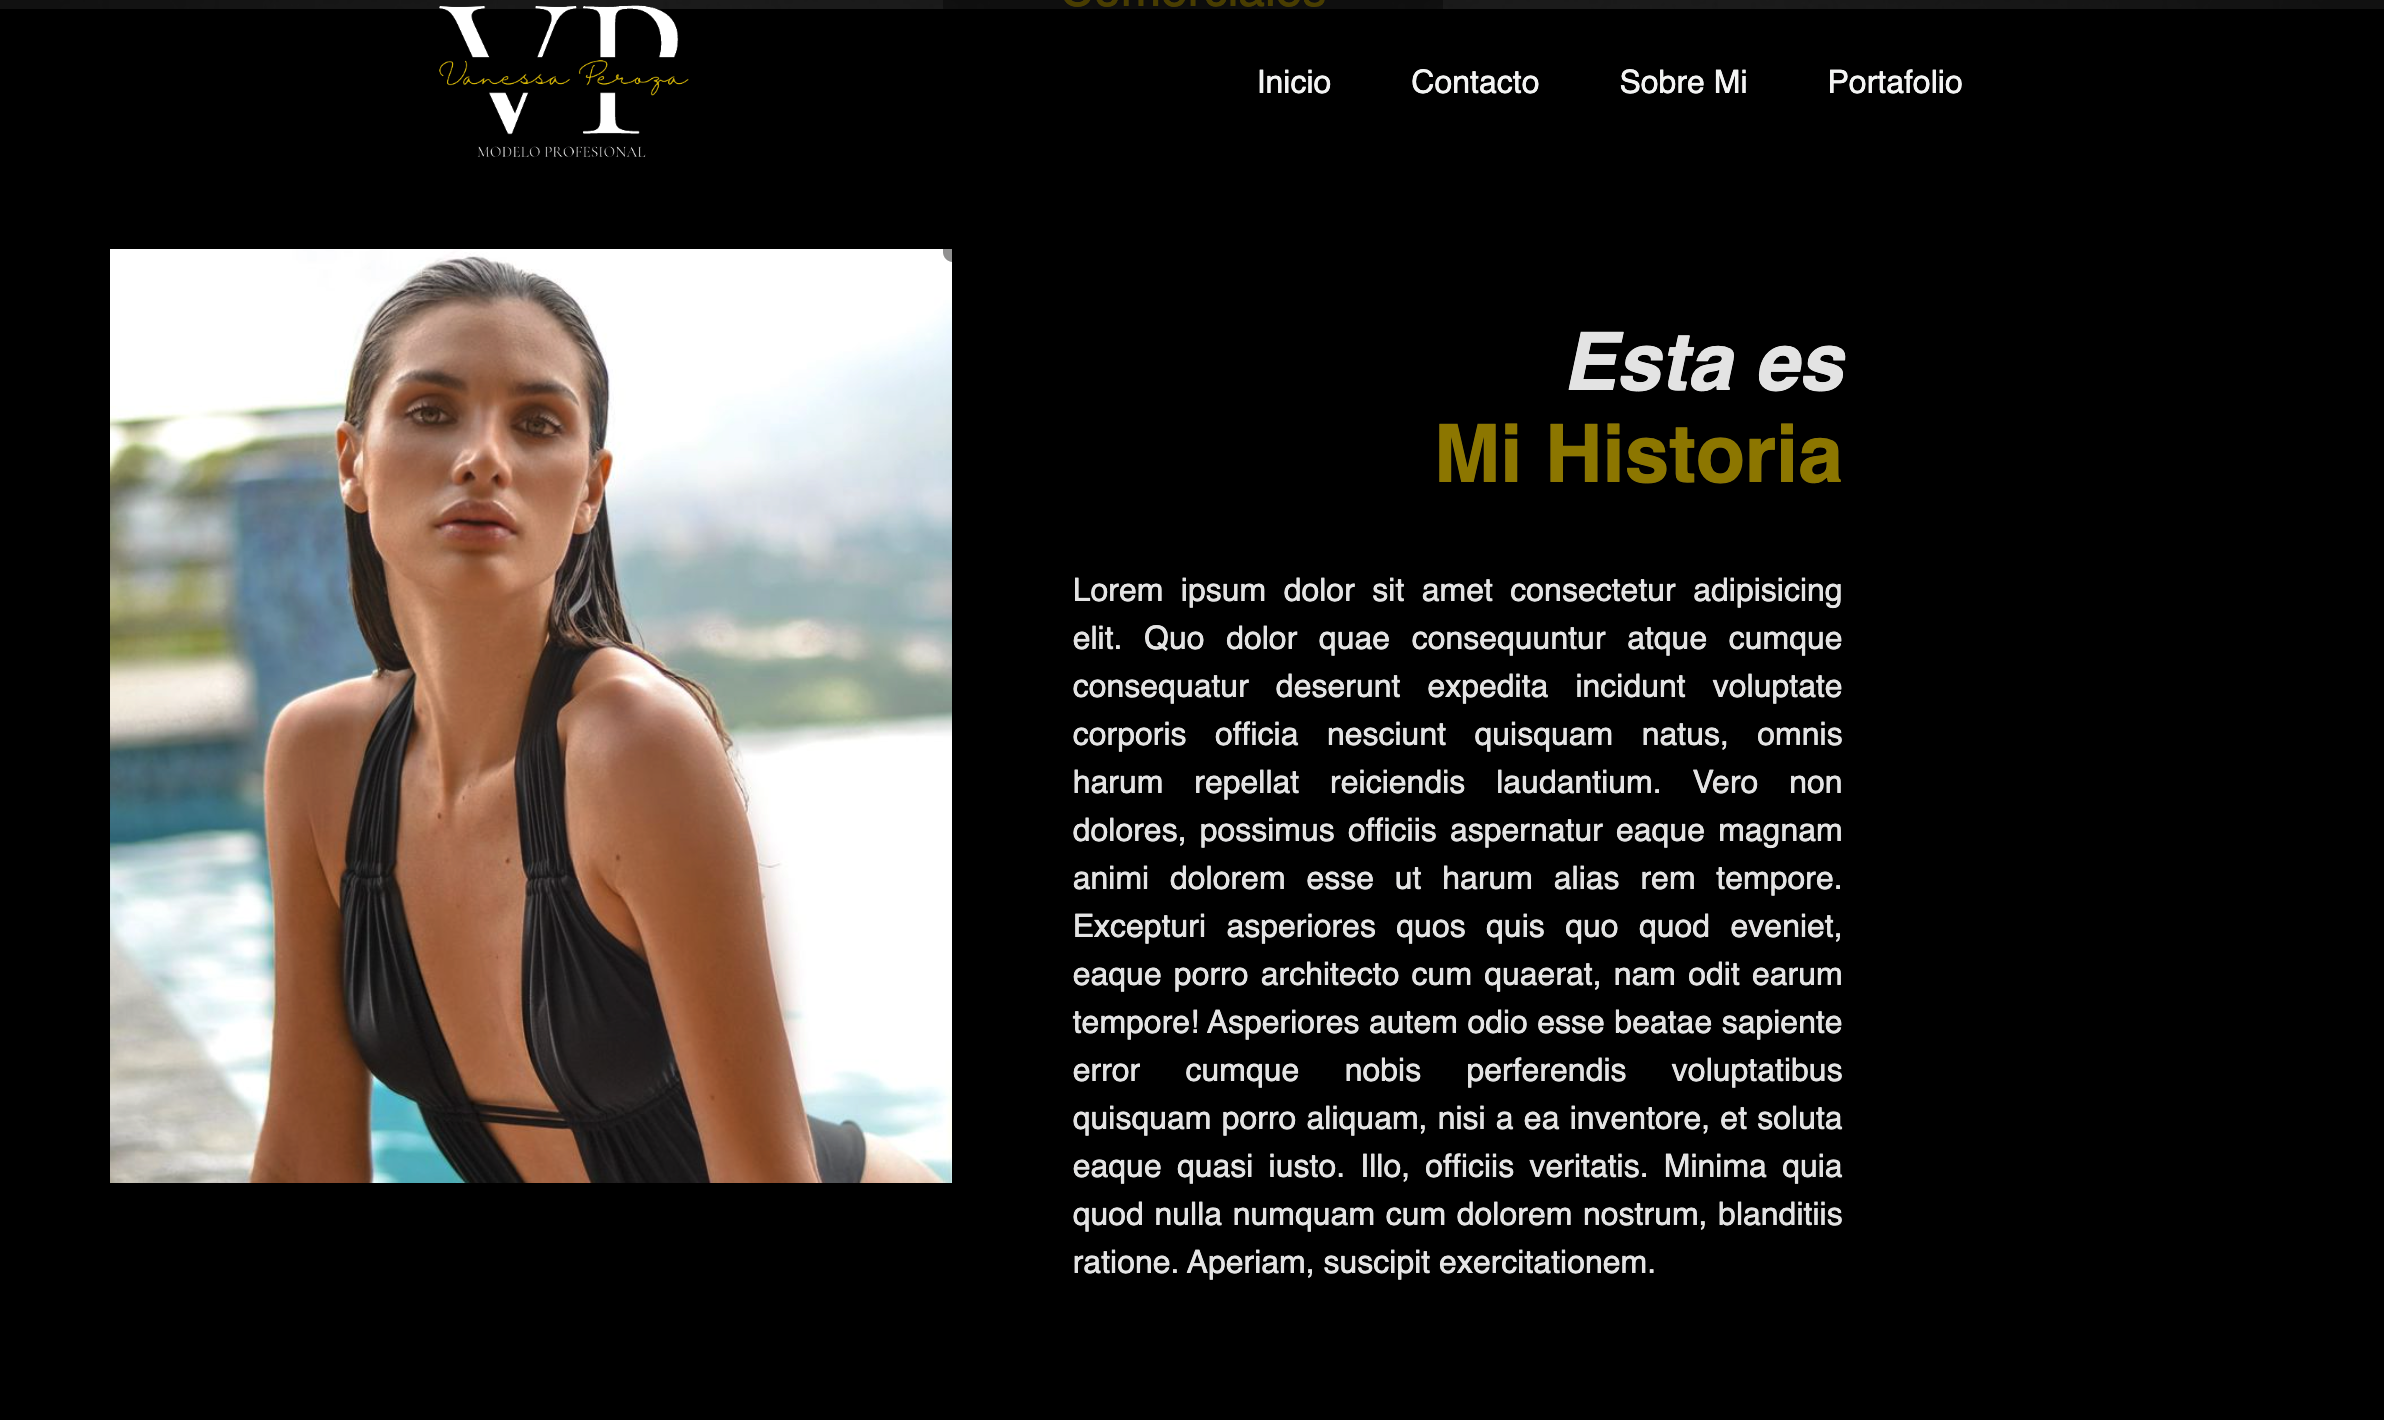 Comerciales
VP
Vanessa Peroza
MODELO PROFESIONAL
Inicio Contacto Sobre Mi Portafolio
Esta es
Mi Historia
Lorem ipsum dolor sit amet consectetur adipisicing
elit. Quo dolor quae consequuntur atque cumque
consequatur deserunt expedita incidunt voluptate
corporis officia nesciunt quisquam natus, omnis
harum repellat reiciendis laudantium. Vero non
dolores, possimus officiis aspernatur eaque magnam
animi dolorem esse ut harum alias rem tempore.
Excepturi asperiores quos quis quo quod eveniet,
eaque porro architecto cum quaerat, nam odit earum
tempore! Asperiores autem odio esse beatae sapiente
error cumque nobis perferendis voluptatibus
quisquam porro aliquam, nisi a ea inventore, et soluta
eaque quasi iusto. Illo, officiis veritatis. Minima quia
quod nulla numquam cum dolorem nostrum, blanditiis
ratione. Aperiam, suscipit exercitationem.